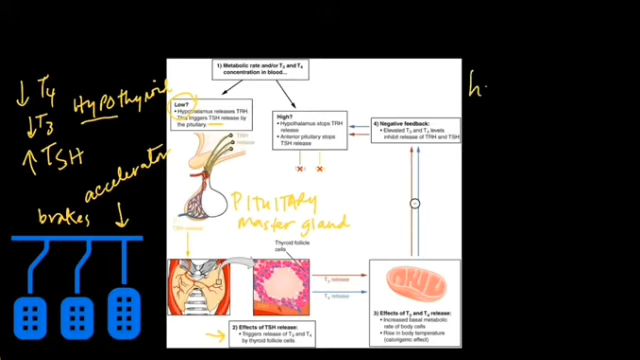 ↓ T4
Hypothyroid
↓ T3
↑ TSH
accelerator
brakes ↓
1) Metabolic rate and/or T3 and T4
concentration in blood...
Low?
• Hypothalamus releases TRH
This triggers TSH release by
the pituitary.
High?
• Hypothalamus stops TRH
release
• Anterior pituitary stops
TSH release
4) Negative feedback:
• Elevated T3 and T4 levels
inhibit release of TRH and TSH
TRH
release
PITUITARY
Master gland
TSH release
Thyroid follicle
cells
T3 release
T4 release
2) Effects of TSH release:
• Triggers release of T3 and T4
by thyroid follicle cells
3) Effects of T3 and T4 release:
• Increased basal metabolic
rate of body cells
• Rise in body temperature
(calorigenic effect)
h